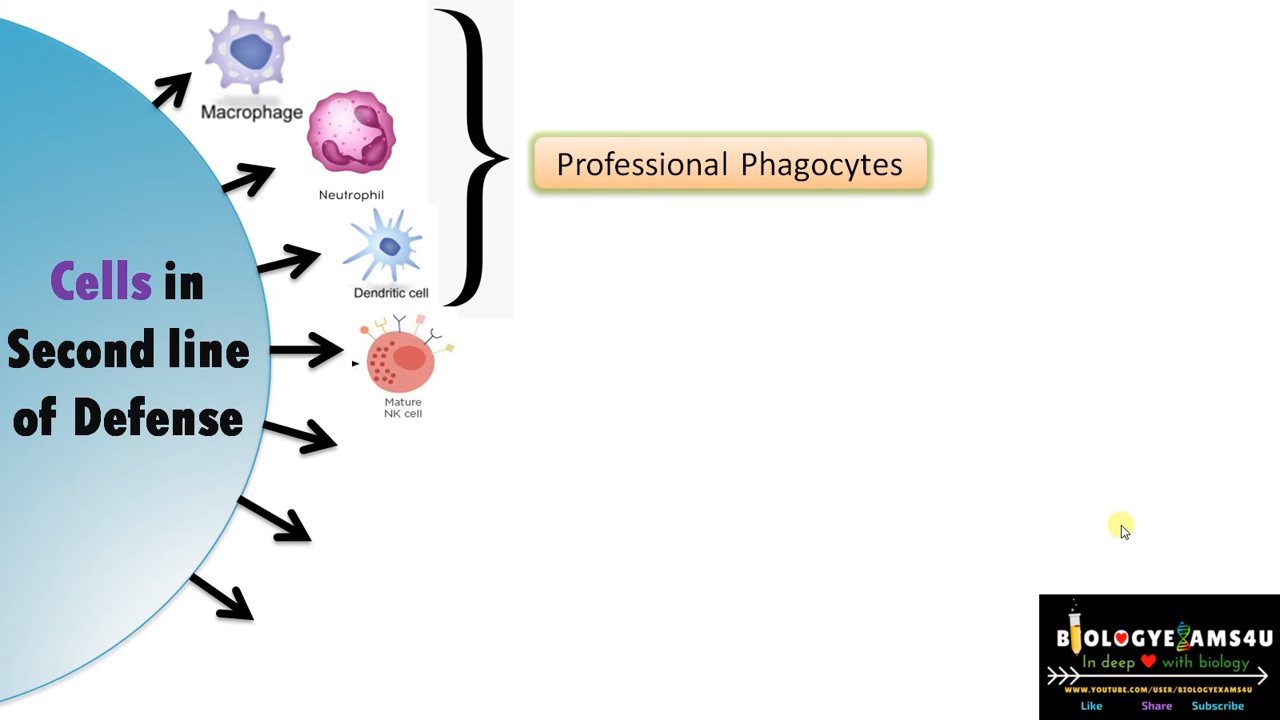 Macrophage
Neutrophil
Dendritic cell
Mature
NK cell
Professional Phagocytes
Cells in
Second line
of Defense
BIOLOGYEXAMS4U
In deep ❤ with biology
WWW.YOUTUBE.COM/USER/BIOLOGYEXAMS4U
Like Share Subscribe